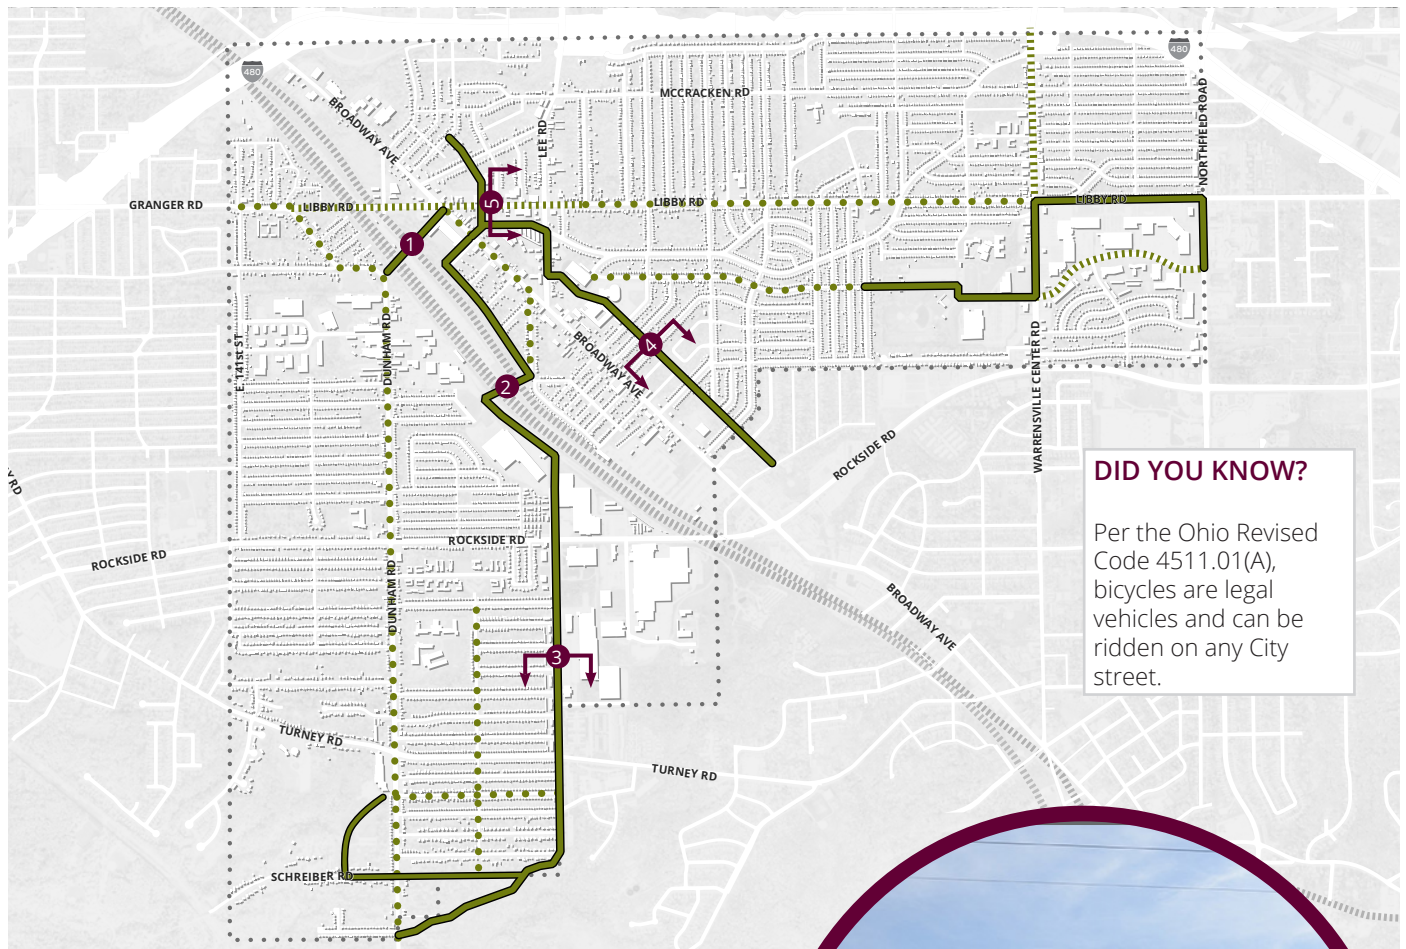 480
480
MCCRACKEN RD
BROADWAY AVE
LEE RD
NORTHFIELD ROAD
GRANGER RD
LIBBY RD
LIBBY RD
LIBBY RD
5
1
E. 141st ST
DUNHAM RD
BROADWAY AVE
4
2
WARRENSVILLE CENTER RD
ROCKSIDE RD
Y RD
DID YOU KNOW?
Per the Ohio Revised
Code 4511.01(A),
bicycles are legal
vehicles and can be
ridden on any City
street.
ROCKSIDE RD
ROCKSIDE RD
DUNHAM RD
BROADWAY AVE
3
TURNEY RD
TURNEY RD
SCHREIBER RD